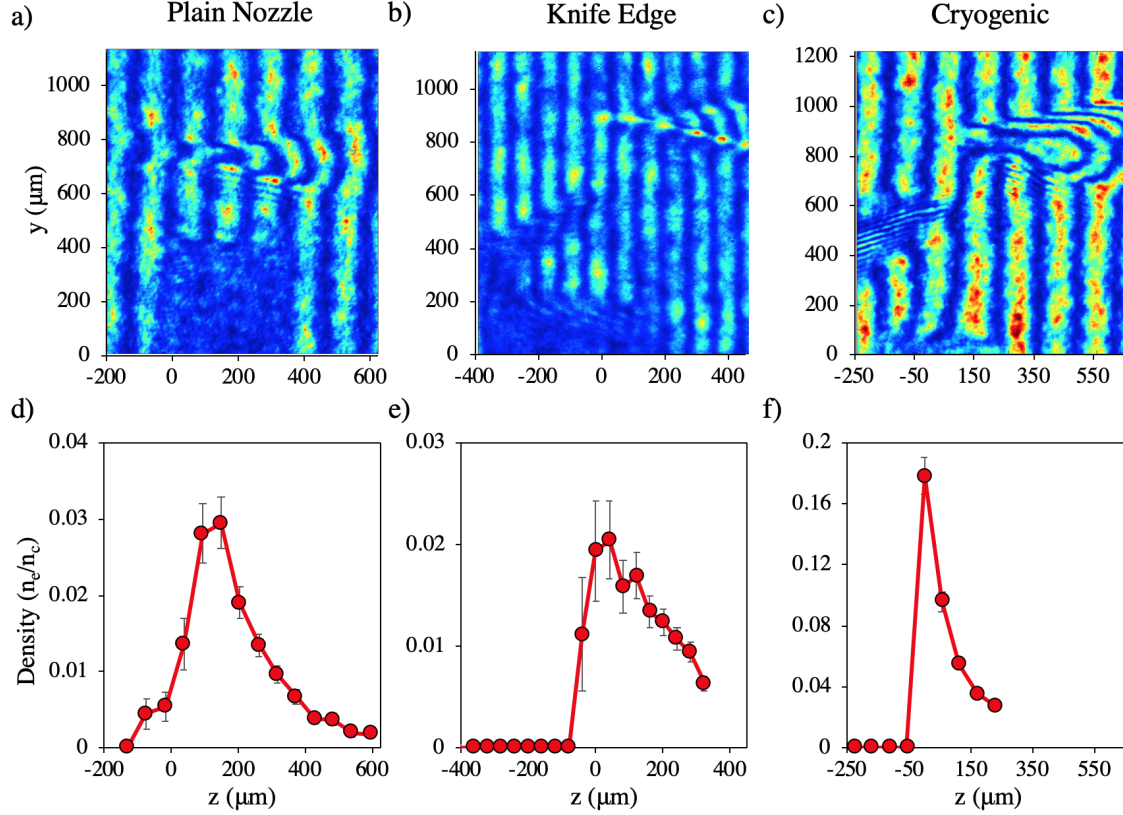 a) Plain Nozzle b) Knife Edge c) Cryogenic
y (μm)
1000
800
600
400
200
0
-200 0 200 400 600
1000
800
600
400
200
0
-400 -200 0 200 400
1200
1000
800
600
400
200
0
-250 -50 150 350 550
d) e) f)
Density (nₑ/n_c)
0.04
0.03
0.02
0.01
0
-200 0 200 400 600
z (μm)
0.03
0.02
0.01
0
-400 -200 0 200 400
z (μm)
0.2
0.16
0.12
0.08
0.04
0
-250 -50 150 350 550
z (μm)